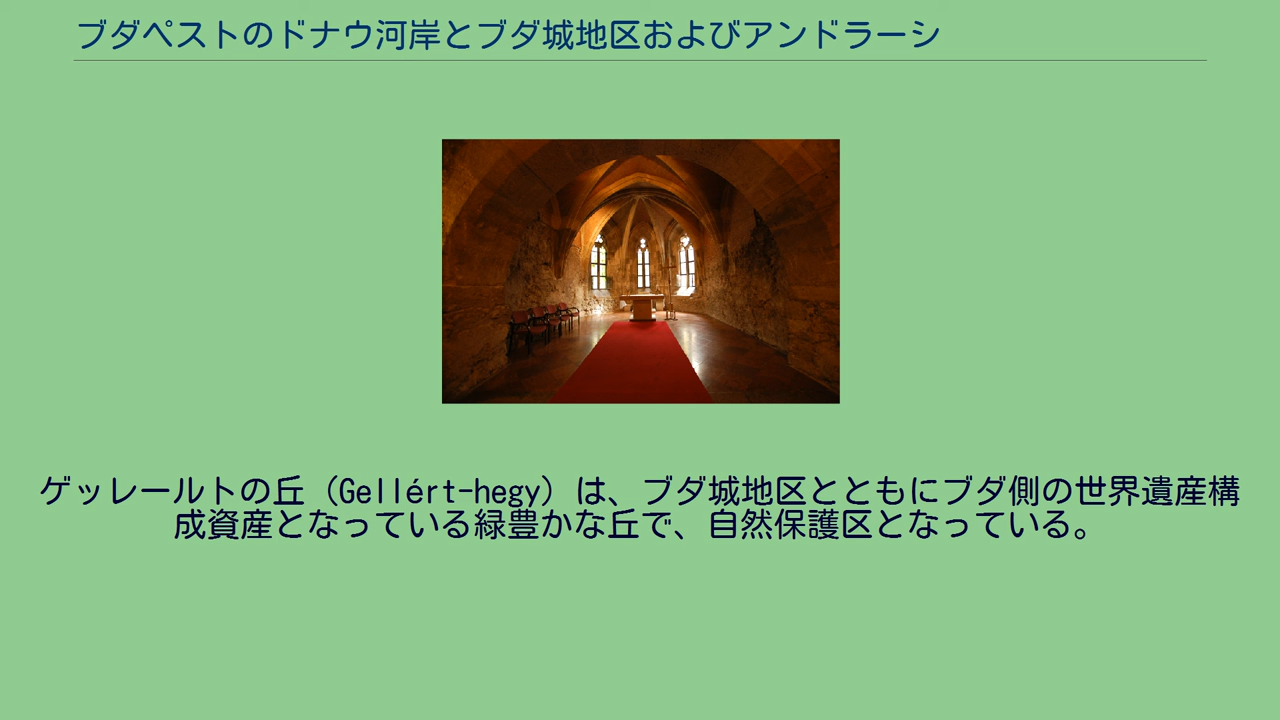 ブダペストのドナウ河岸とブダ城地区およびアンドラーシ
ゲッレールトの丘（Gellért-hegy）は、ブダ城地区とともにブダ側の世界遺産構
成資産となっている緑豊かな丘で、自然保護区となっている。